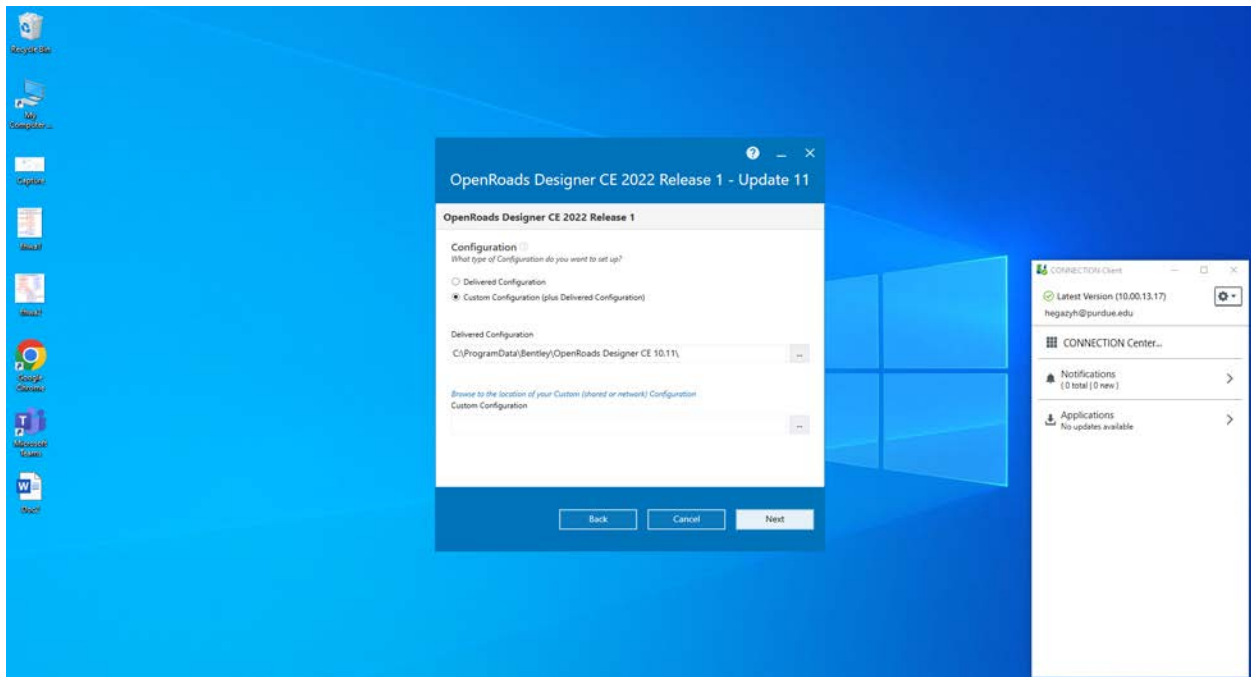 Recycle Bin
My
Computer ...
Capture
Google
Chrome
Microsoft
Teams
W
Doc2
OpenRoads Designer CE 2022 Release 1 - Update 11
OpenRoads Designer CE 2022 Release 1
Configuration
What type of Configuration do you want to set up?
Delivered Configuration
Custom Configuration (plus Delivered Configuration)
Delivered Configuration
C:\ProgramData\Bentley\OpenRoads Designer CE 10.11\
...
Browse to the location of your Custom (shared or network) Configuration
Custom Configuration
...
Back
Cancel
Next
CONNECTION Client
Latest Version (10.00.13.17)
hegazyh@purdue.edu
CONNECTION Center...
Notifications
( 0 total | 0 new )
Applications
No updates available